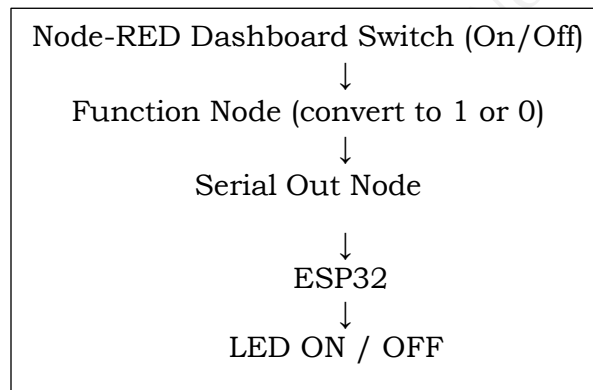 Node-RED Dashboard Switch (On/Off)
↓
Function Node (convert to 1 or 0)
↓
Serial Out Node
↓
ESP32
↓
LED ON / OFF